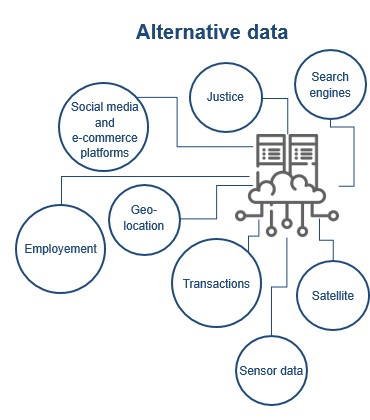 Alternative data
Search
engines
Justice
Social media
and
e-commerce
platforms
Geo-
location
Employement
Transactions
Satellite
Sensor data